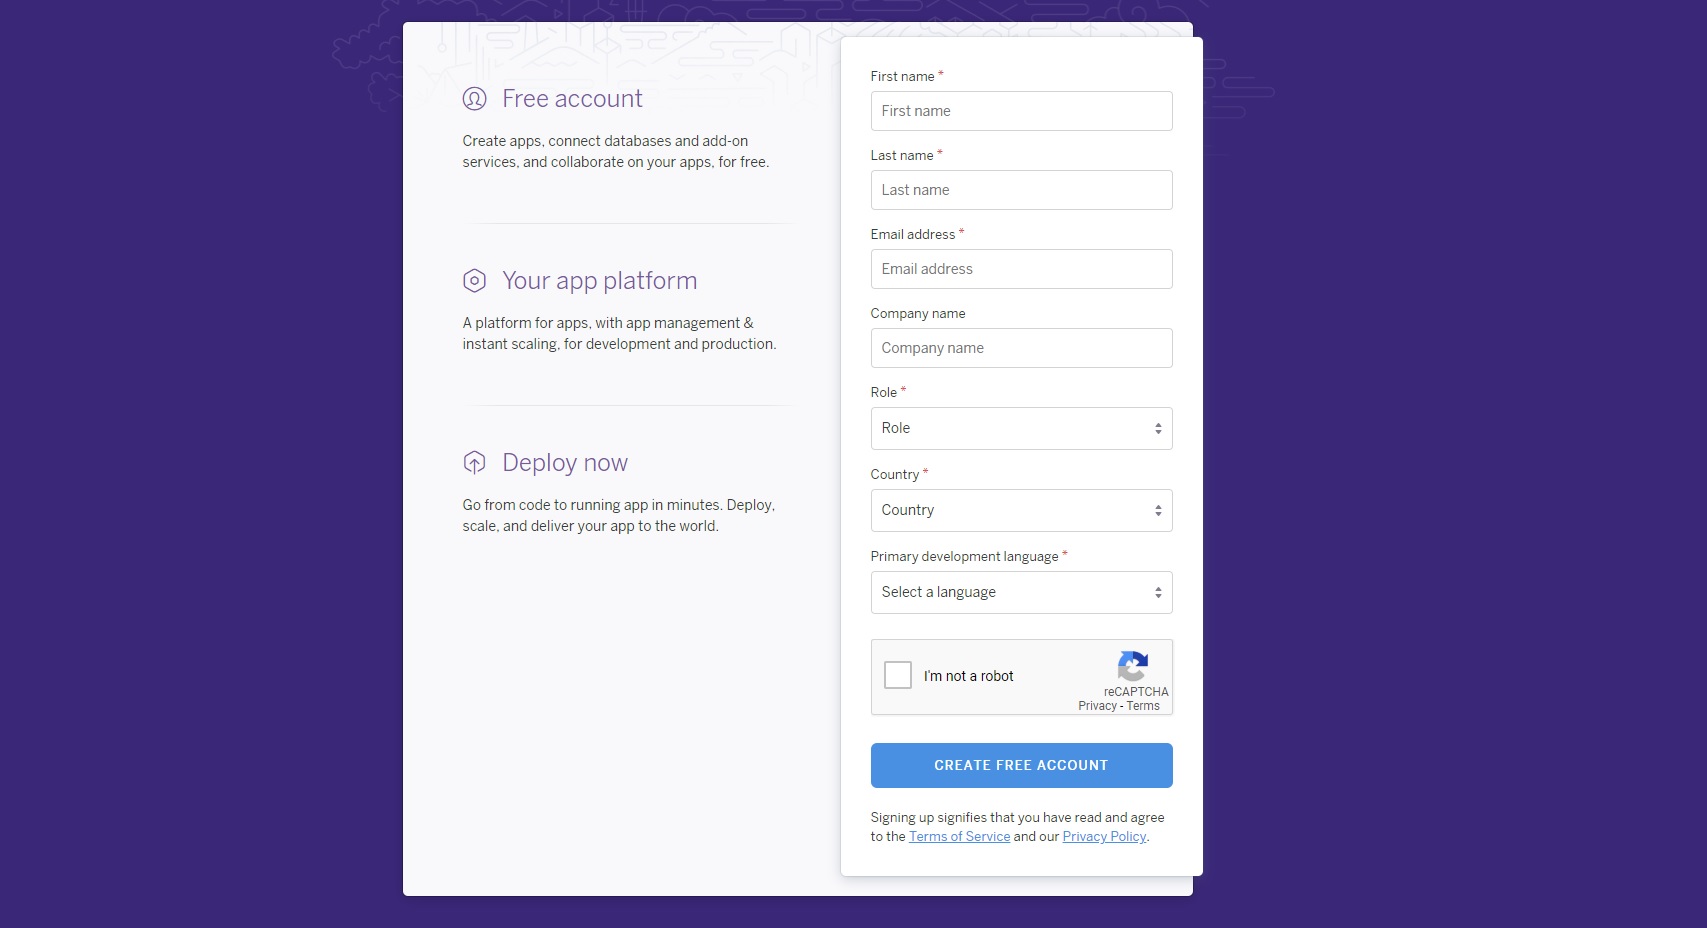 Free account
Create apps, connect databases and add-on
services, and collaborate on your apps, for free.
Your app platform
A platform for apps, with app management &
instant scaling, for development and production.
Deploy now
Go from code to running app in minutes. Deploy,
scale, and deliver your app to the world.
First name *
First name
Last name *
Last name
Email address *
Email address
Company name
Company name
Role *
Role
Country *
Country
Primary development language *
Select a language
I'm not a robot
reCAPTCHA
Privacy - Terms
CREATE FREE ACCOUNT
Signing up signifies that you have read and agree
to the Terms of Service and our Privacy Policy.